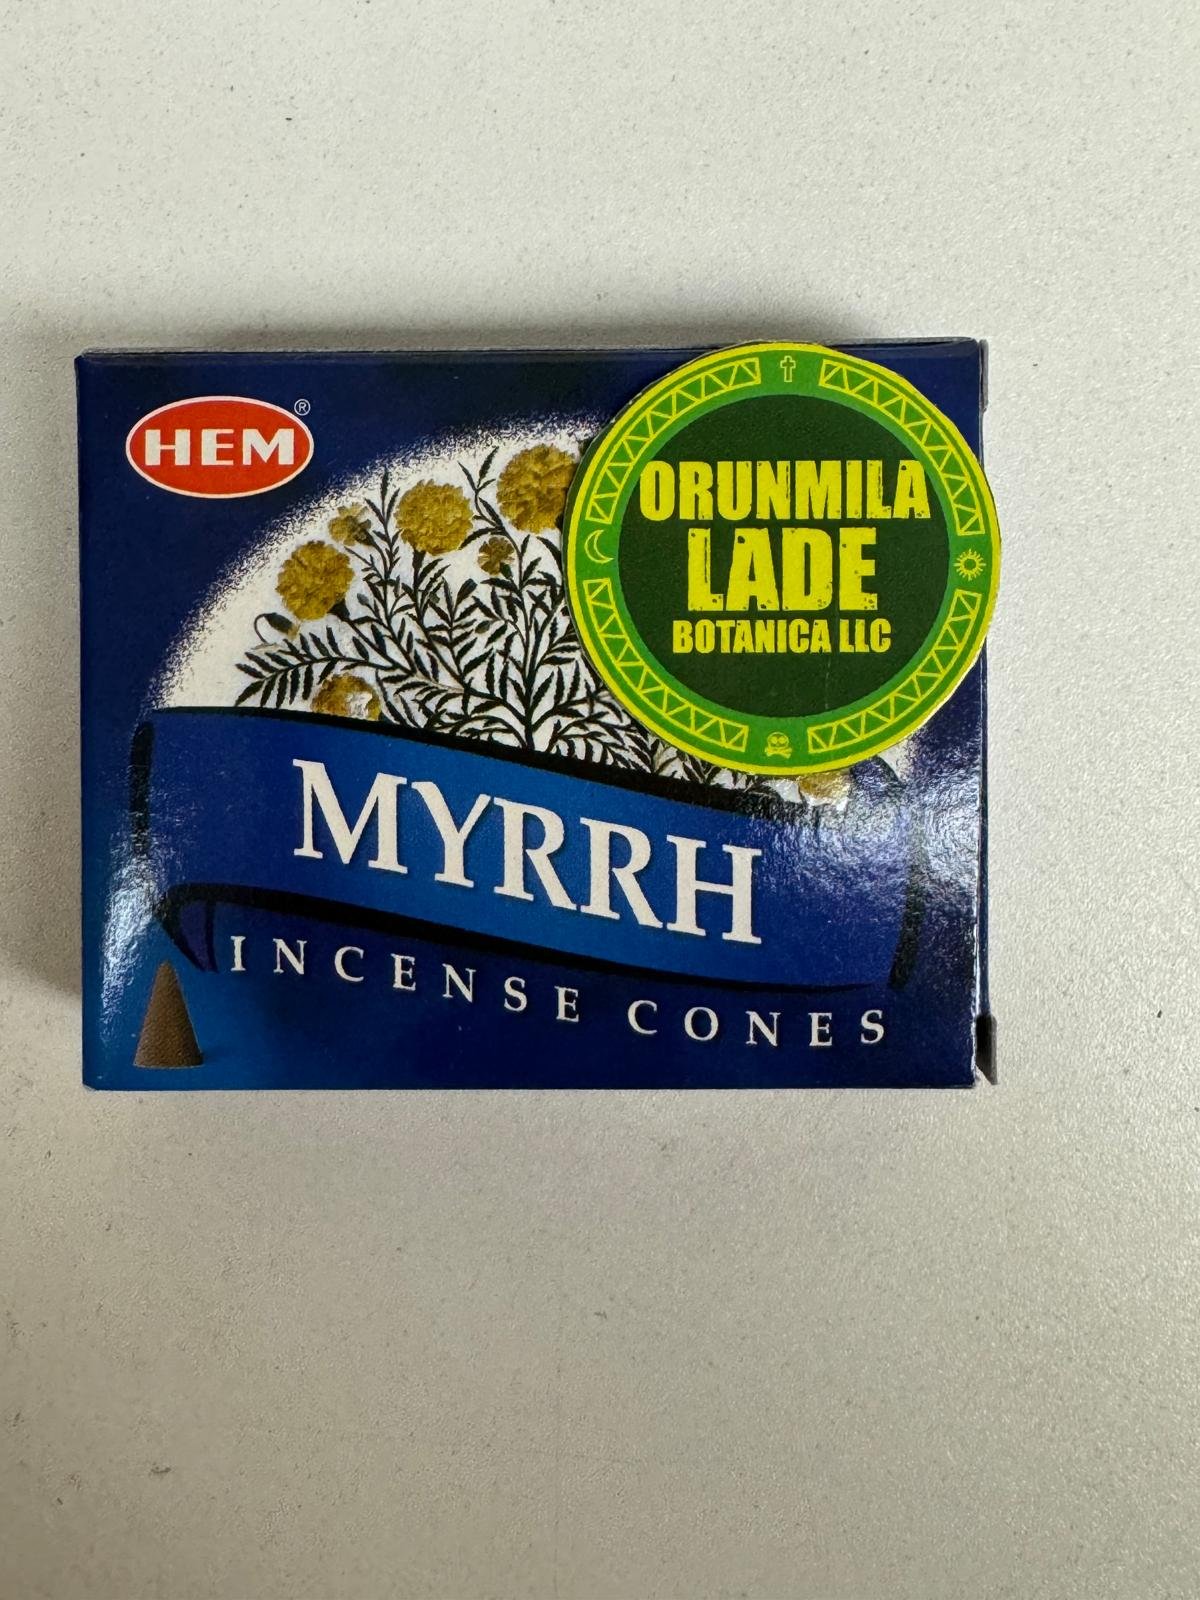 HEM®
ORUNMILA
LADE
BOTANICA LLC
MYRRH
INCENSE CONES